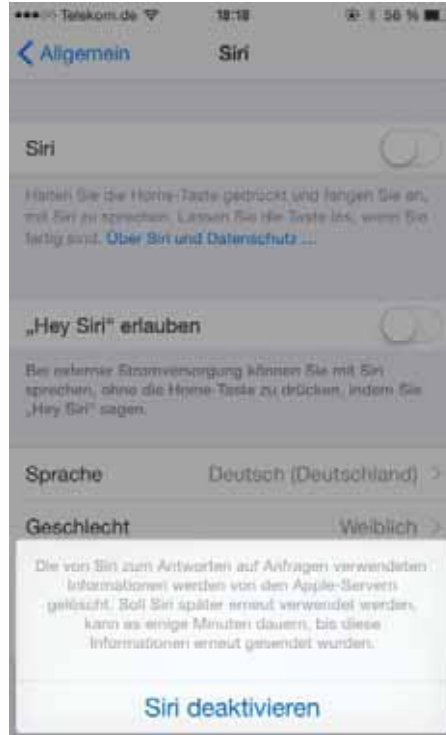 Telekom.de 18:18 56 %
Allgemein Siri
Siri
Halten Sie die Home-Taste gedrückt und fangen Sie an,
mit Siri zu sprechen. Lassen Sie die Taste los, wenn Sie
fertig sind. Über Siri und Datenschutz ...
„Hey Siri“ erlauben
Bei externer Stromversorgung können Sie mit Siri
sprechen, ohne die Home-Taste zu drücken, indem Sie
„Hey Siri“ sagen.
Sprache Deutsch (Deutschland)
Geschlecht Weiblich
Die von Siri zum Antworten auf Anfragen verwendeten
Informationen werden von den Apple-Servern
gelöscht. Soll Siri später erneut verwendet werden,
kann es einige Minuten dauern, bis diese
Informationen erneut gesendet wurden.
Siri deaktivieren